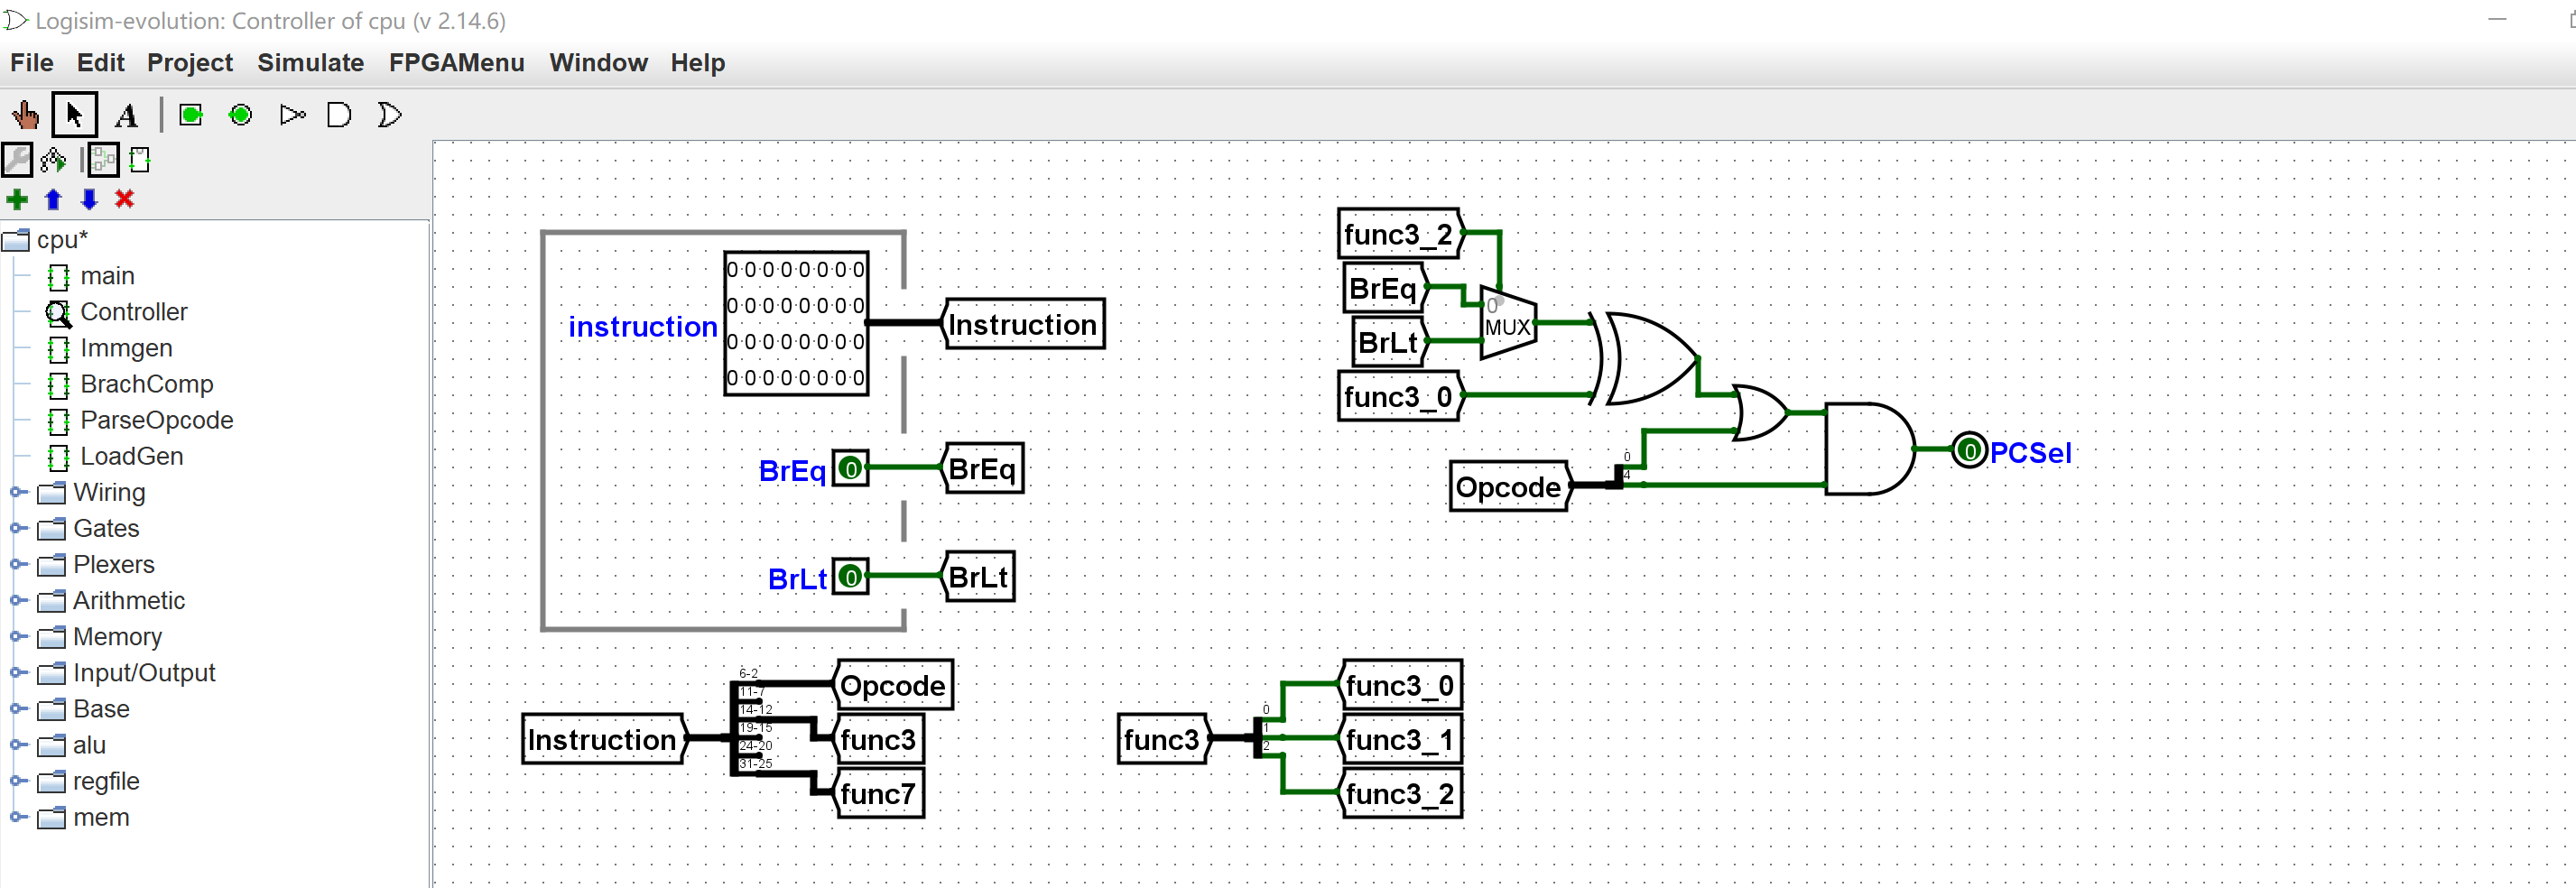 Logisim-evolution: Controller of cpu (v 2.14.6)
File Edit Project Simulate FPGAMenu Window Help
A
cpu*
main
Controller
Immgen
BrachComp
ParseOpcode
LoadGen
Wiring
Gates
Plexers
Arithmetic
Memory
Input/Output
Base
alu
regfile
mem
instruction
0 0 0 0 0 0 0 0
0 0 0 0 0 0 0 0
0 0 0 0 0 0 0 0
0 0 0 0 0 0 0 0
Instruction
BrEq 0 BrEq
BrLt 0 BrLt
func3_2
BrEq
0
MUX
BrLt
func3_0
Opcode
0
4
0 PCSel
Instruction
6-2
11-7
14-12
19-15
24-20
31-25
Opcode
func3
func7
func3
0
1
2
func3_0
func3_1
func3_2